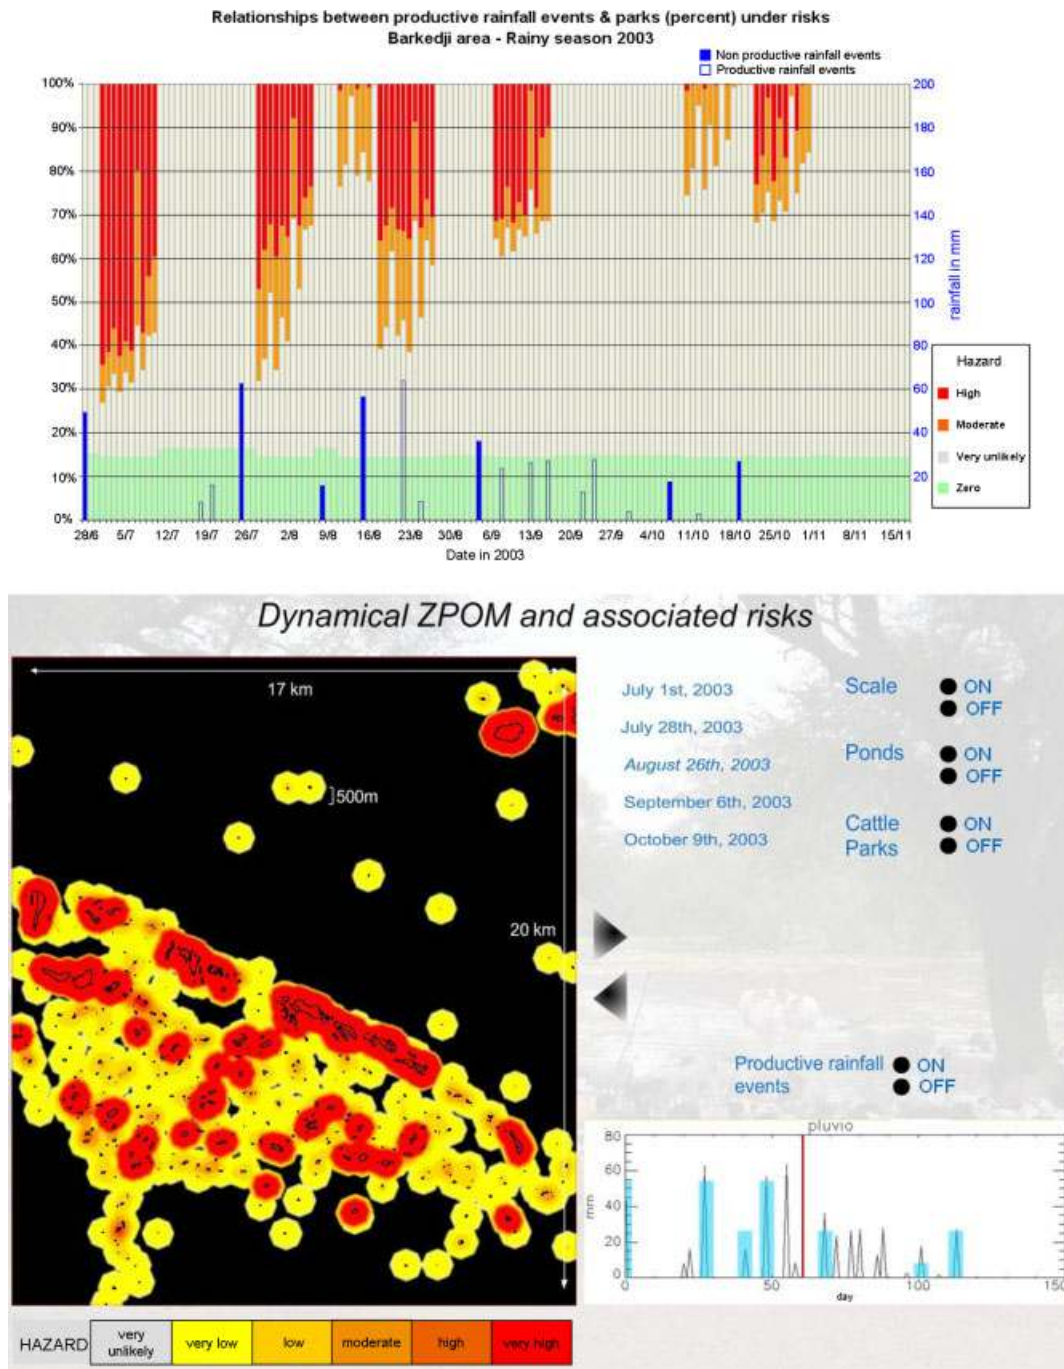 Relationships between productive rainfall events & parks (percent) under risks
Barkedji area - Rainy season 2003
Non productive rainfall events
Productive rainfall events
100%
90%
80%
70%
60%
50%
40%
30%
20%
10%
0%
200
180
160
140
120
100
80
60
40
20
rainfall in mm
28/6 5/7 12/7 19/7 26/7 2/8 9/8 16/8 23/8 30/8 6/9 13/9 20/9 27/9 4/10 11/10 18/10 25/10 1/11 8/11 15/11
Date in 2003
Hazard
High
Moderate
Very unlikely
Zero
Dynamical ZPOM and associated risks
17 km
500m
20 km
July 1st, 2003
July 28th, 2003
August 26th, 2003
September 6th, 2003
October 9th, 2003
Scale ON
OFF
Ponds ON
OFF
Cattle ON
Parks OFF
Productive rainfall ON
events OFF
pluvio
80
60
40
20
0
mm
0 50 100 150
day
HAZARD very unlikely very low low moderate high very high